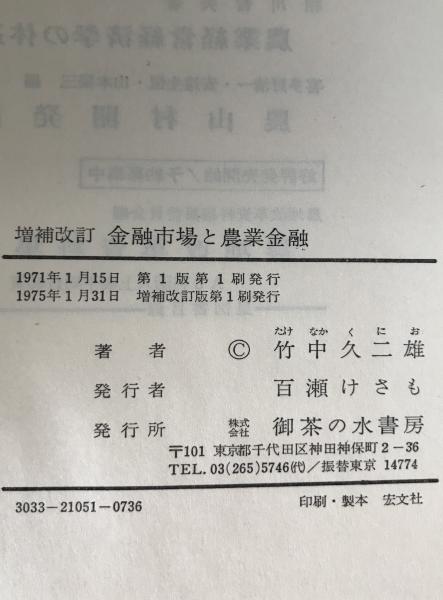 増補改訂 金融市場と農業金融
1971年1月15日 第1版第1刷発行
1975年1月31日 増補改訂版第1刷発行
たけ なか く に お
著者 © 竹中久二雄
発行者 百瀬けさも
発行所 株式会社 御茶の水書房
〒101 東京都千代田区神田神保町2-36
TEL. 03(265)5746(代)/振替東京 14774
3033-21051-0736 印刷・製本 宏文社